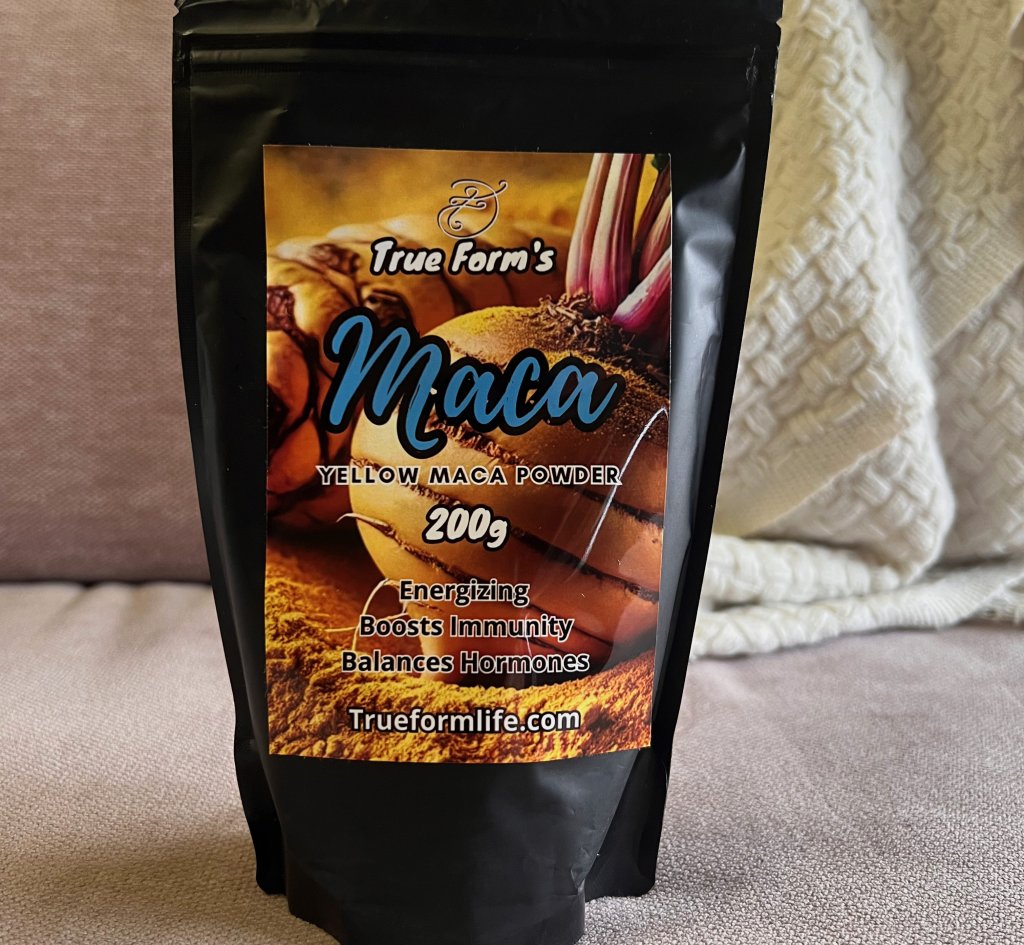 True Form's
Maca
YELLOW MACA POWDER
200g
Energizing
Boosts Immunity
Balances Hormones
Trueformlife.com